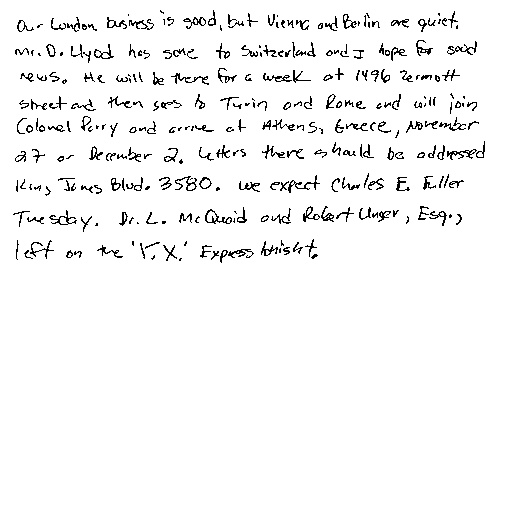 Our London business is good, but Vienna and Berlin are quiet.
Mr. D. Llyod has gone to Switzerland and I hope for good
news. He will be there for a week at 1496 Zermott
street and then goes to Turin and Rome and will join
Colonel Parry and arrive at Athens, Greece, November
27 or December 2. Letters there should be addressed
King James Blvd. 3580. We expect Charles E. Fuller
Tuesday. Dr. L. McQuaid and Robert Unger, Esq.,
left on the 'Y.X.' Express tonight.